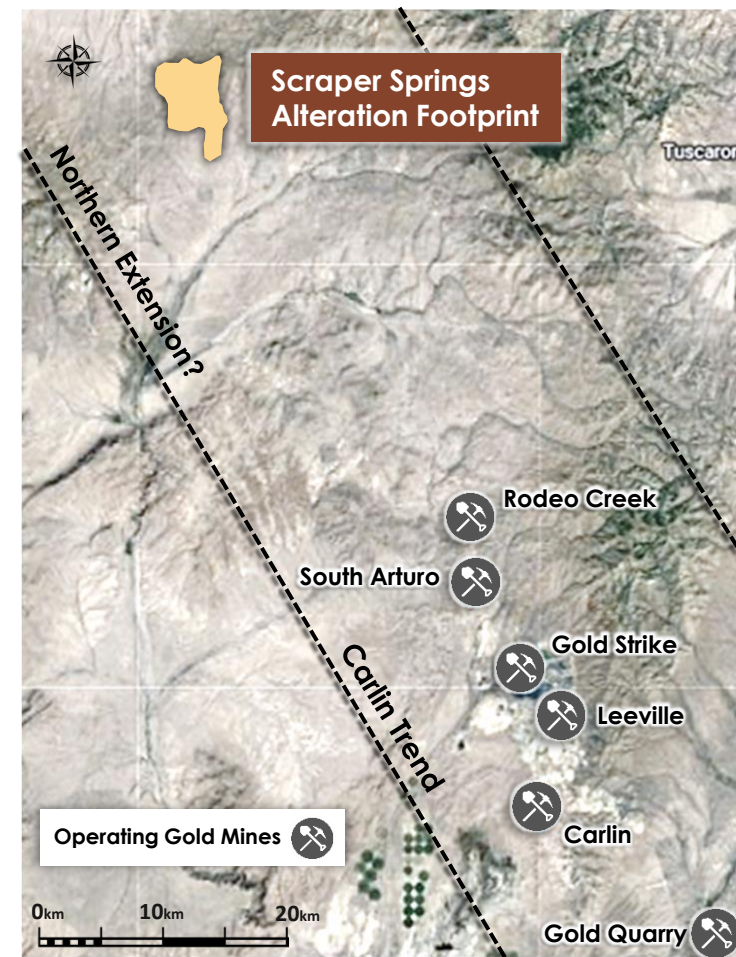 Scraper Springs
Alteration Footprint
Tuscaror
Northern Extension?
Rodeo Creek
South Arturo
Gold Strike
Carlin Trend
Leeville
Operating Gold Mines
Carlin
0km 10km 20km
Gold Quarry